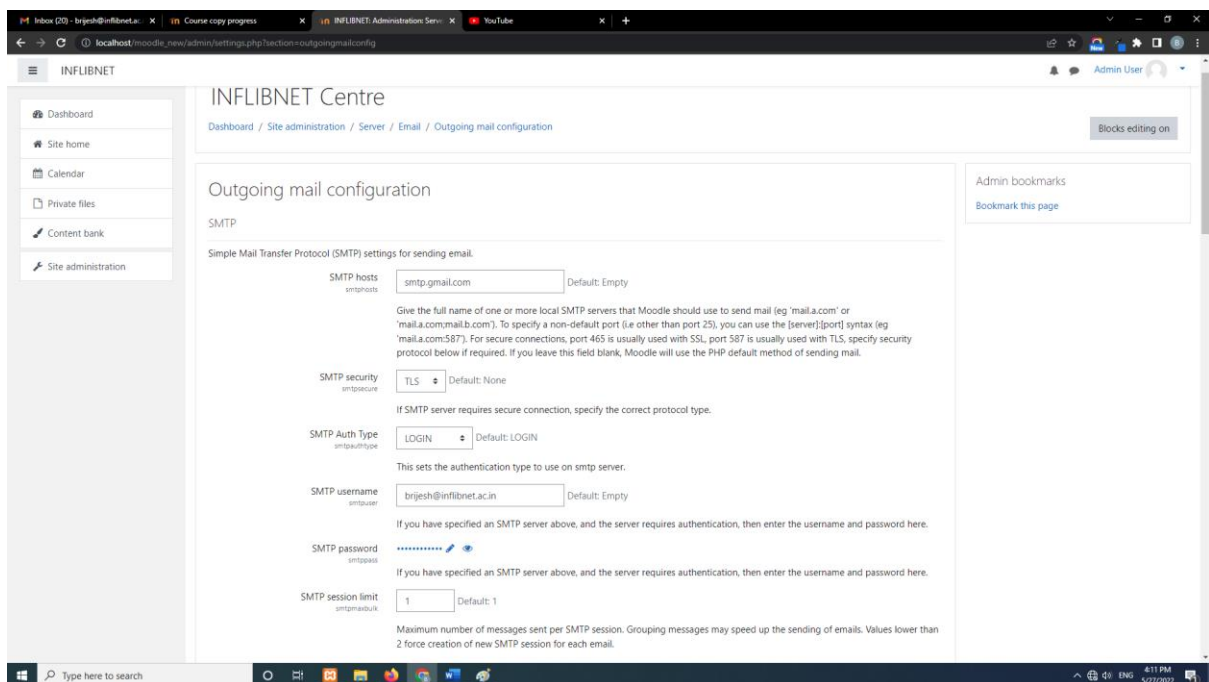 Inbox (20) - brijesh@inflibnet.ac. X
Course copy progress X
INFLIBNET: Administration: Serve X
YouTube X
localhost/moodle_new/admin/settings.php?section=outgoingmailconfig
New
B
INFLIBNET
Admin User
Dashboard
Site home
Calendar
Private files
Content bank
Site administration
INFLIBNET Centre
Dashboard / Site administration / Server / Email / Outgoing mail configuration
Blocks editing on
Outgoing mail configuration
SMTP
Simple Mail Transfer Protocol (SMTP) settings for sending email.
SMTP hosts
smtphosts
smtp.gmail.com
Default: Empty
Give the full name of one or more local SMTP servers that Moodle should use to send mail (eg 'mail.a.com' or
'mail.a.com;mail.b.com'). To specify a non-default port (i.e other than port 25), you can use the [server]:[port] syntax (eg
'mail.a.com:587'). For secure connections, port 465 is usually used with SSL, port 587 is usually used with TLS, specify security
protocol below if required. If you leave this field blank, Moodle will use the PHP default method of sending mail.
SMTP security
smtpsecure
TLS
Default: None
If SMTP server requires secure connection, specify the correct protocol type.
SMTP Auth Type
smtpauthtype
LOGIN
Default: LOGIN
This sets the authentication type to use on smtp server.
SMTP username
smtpuser
brijesh@inflibnet.ac.in
Default: Empty
If you have specified an SMTP server above, and the server requires authentication, then enter the username and password here.
SMTP password
smtppass
••••••••••••
If you have specified an SMTP server above, and the server requires authentication, then enter the username and password here.
SMTP session limit
smtpmaxbulk
1
Default: 1
Maximum number of messages sent per SMTP session. Grouping messages may speed up the sending of emails. Values lower than
2 force creation of new SMTP session for each email.
Admin bookmarks
Bookmark this page
Type here to search
ENG
4:11 PM
5/27/2022